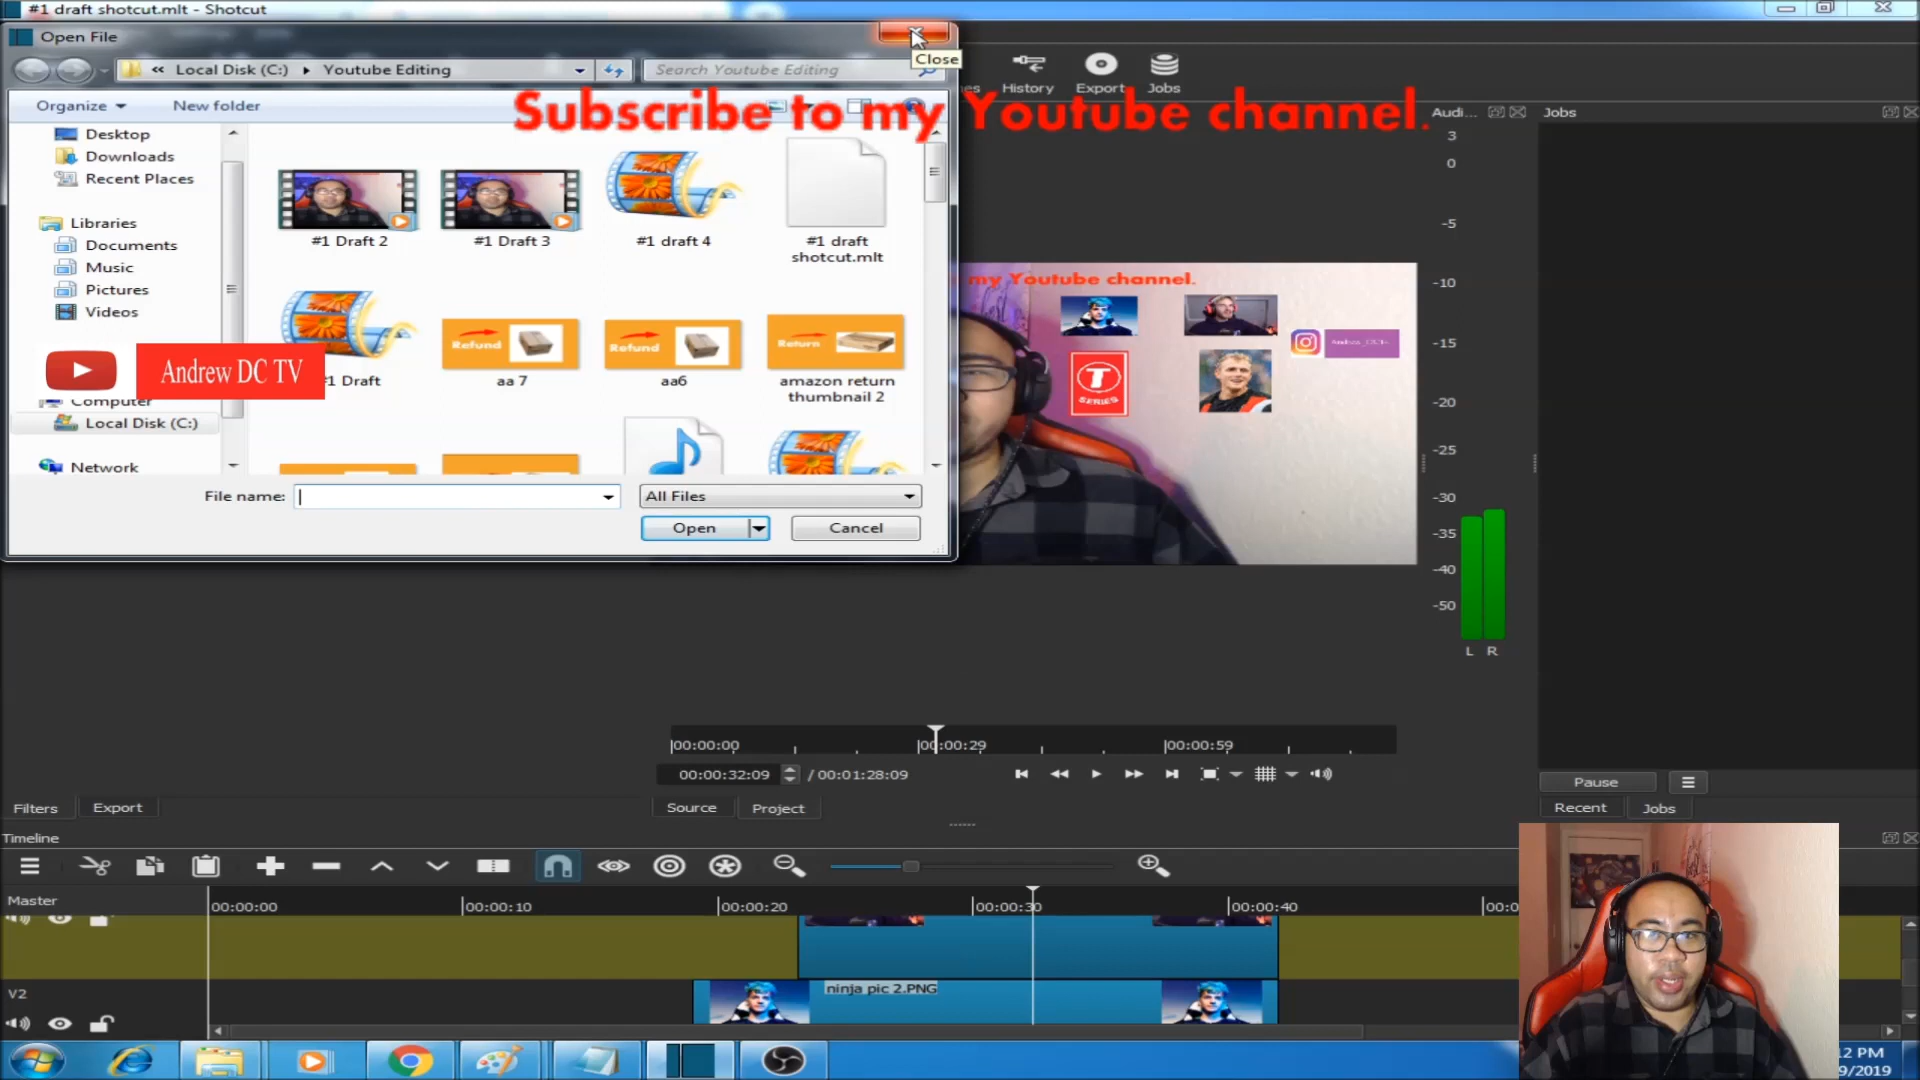 #1 draft shotcut.mlt - Shotcut
Open File
Close
Local Disk (C:)
Youtube Editing
Search Youtube Editing
History
Export
Jobs
Organize
New folder
Subscribe to my Youtube channel.
Audi...
Jobs
Desktop
Downloads
Recent Places
Libraries
Documents
Music
Pictures
Videos
Computer
Local Disk (C:)
Network
#1 Draft 2
#1 Draft 3
#1 draft 4
#1 draft
shotcut.mlt
Andrew DC TV
#1 Draft
Refund
aa 7
Refund
aa6
Return
amazon return
thumbnail 2
File name:
All Files
Open
Cancel
my Youtube channel.
T
SERIES
3
0
-5
-10
-15
-20
-25
-30
-35
-40
-50
L R
00:00:00
00:00:29
00:00:59
00:00:32:09
/ 00:01:28:09
Pause
Filters
Export
Source
Project
Recent
Jobs
Timeline
Master
00:00:00
00:00:10
00:00:20
00:00:30
00:00:40
V2
ninja pic 2.PNG